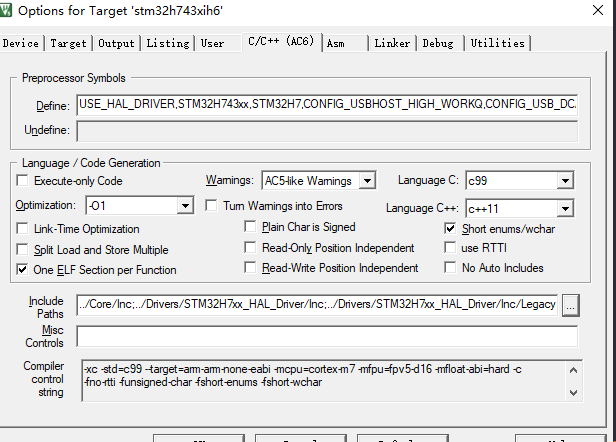 Options for Target 'stm32h743xih6'
Device Target Output Listing User C/C++ (AC6) Asm Linker Debug Utilities
Preprocessor Symbols
Define: USE_HAL_DRIVER,STM32H743xx,STM32H7,CONFIG_USBHOST_HIGH_WORKQ,CONFIG_USB_DC
Undefine:
Language / Code Generation
Execute-only Code Warnings: AC5-like Warnings Language C: c99
Optimization: -O1 Turn Warnings into Errors Language C++: c++11
Link-Time Optimization Plain Char is Signed Short enums/wchar
Split Load and Store Multiple Read-Only Position Independent use RTTI
One ELF Section per Function Read-Write Position Independent No Auto Includes
Include Paths ../Core/Inc;../Drivers/STM32H7xx_HAL_Driver/Inc;../Drivers/STM32H7xx_HAL_Driver/Inc/Legacy ...
Misc Controls
Compiler control string -xc -std=c99 --target=arm-arm-none-eabi -mcpu=cortex-m7 -mfpu=fpv5-d16 -mfloat-abi=hard -c
-fno-rtti -funsigned-char -fshort-enums -fshort-wchar